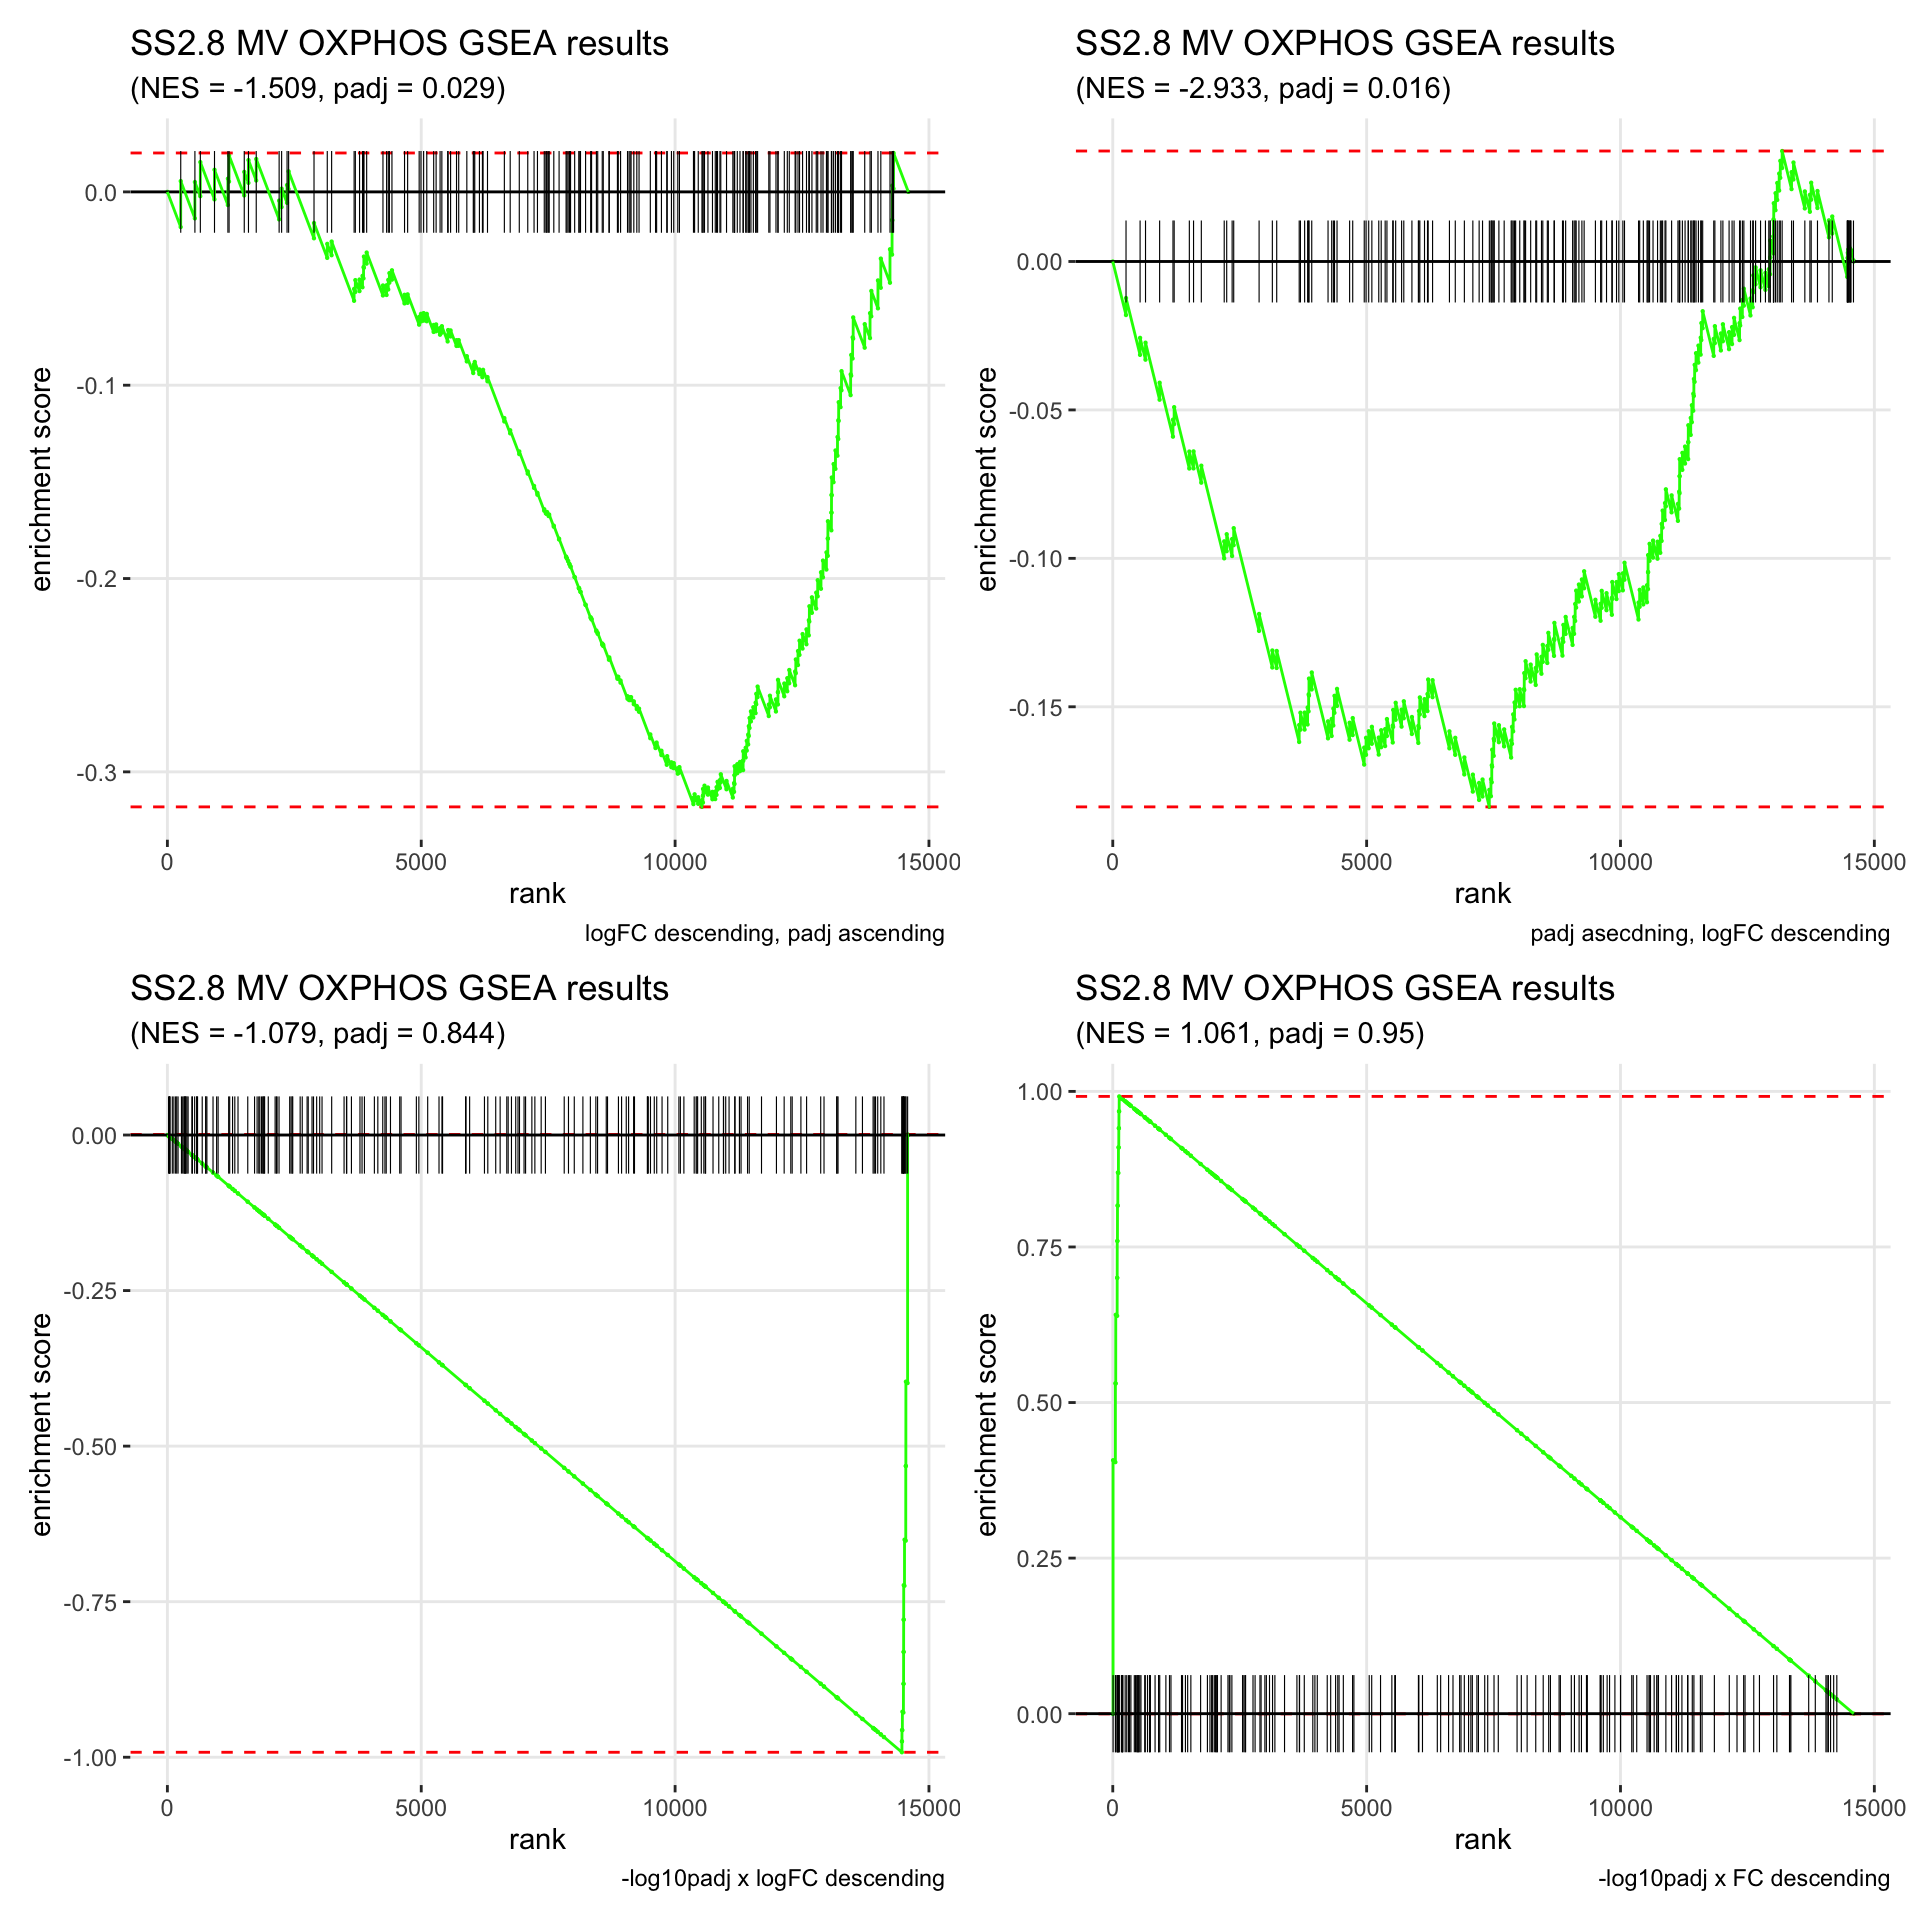 SS2.8 MV OXPHOS GSEA results
(NES = -1.509, padj = 0.029)
0.0
-0.1
-0.2
-0.3
enrichment score
0 5000 10000 15000
rank
logFC descending, padj ascending
SS2.8 MV OXPHOS GSEA results
(NES = -2.933, padj = 0.016)
0.00
-0.05
-0.10
-0.15
enrichment score
0 5000 10000 15000
rank
padj asecdning, logFC descending
SS2.8 MV OXPHOS GSEA results
(NES = -1.079, padj = 0.844)
0.00
-0.25
-0.50
-0.75
-1.00
enrichment score
0 5000 10000 15000
rank
-log10padj x logFC descending
SS2.8 MV OXPHOS GSEA results
(NES = 1.061, padj = 0.95)
1.00
0.75
0.50
0.25
0.00
enrichment score
0 5000 10000 15000
rank
-log10padj x FC descending